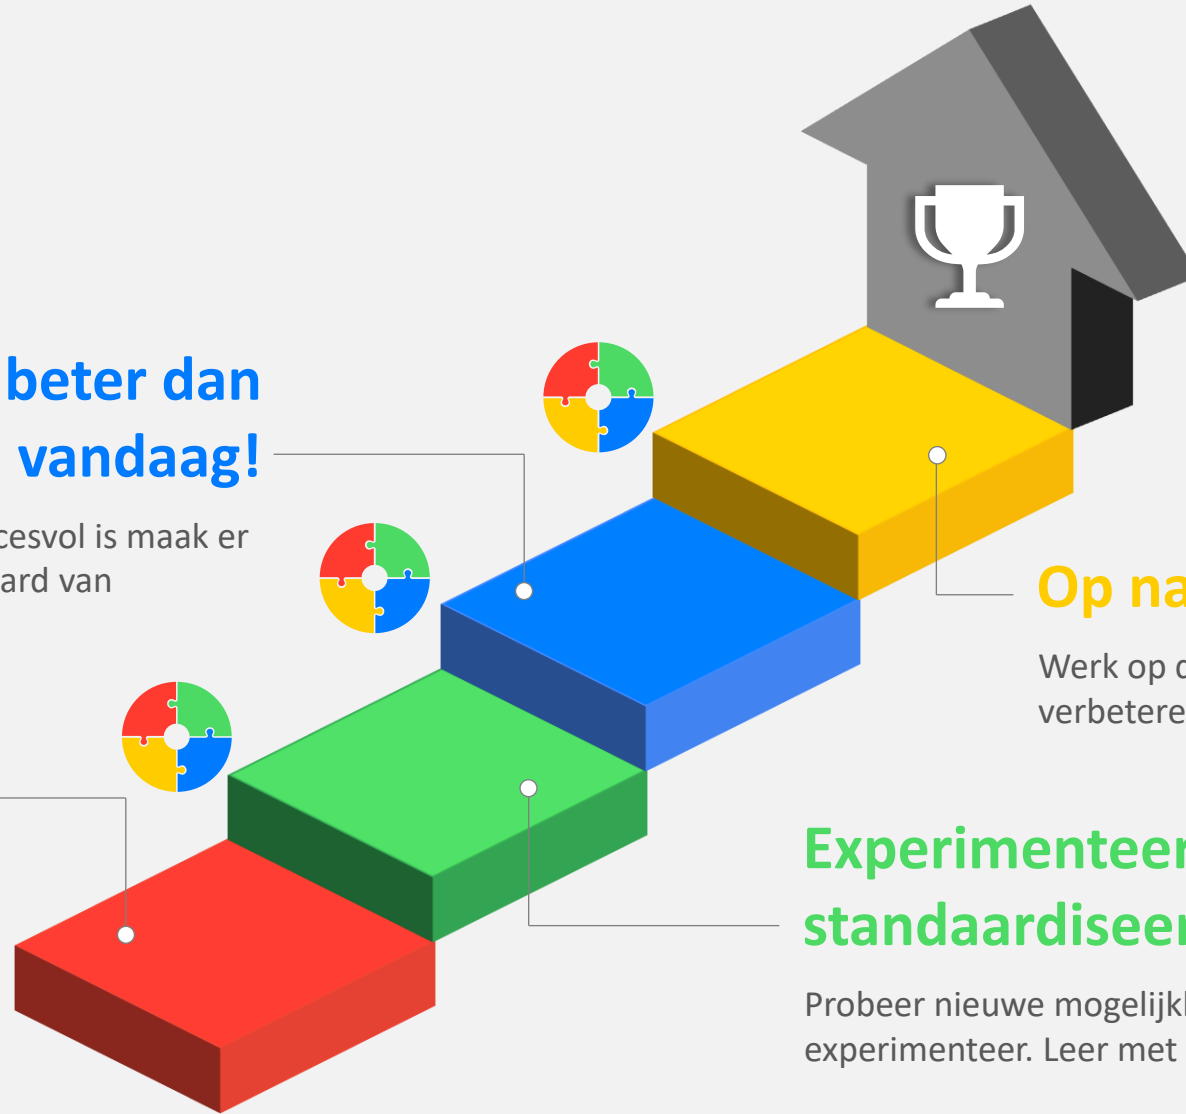 beter dan
vandaag!
cesvol is maak er
ard van
Op na
Werk op d
verbetere
Experimenteer
standaardiseer
Probeer nieuwe mogelijk
experimenteer. Leer met